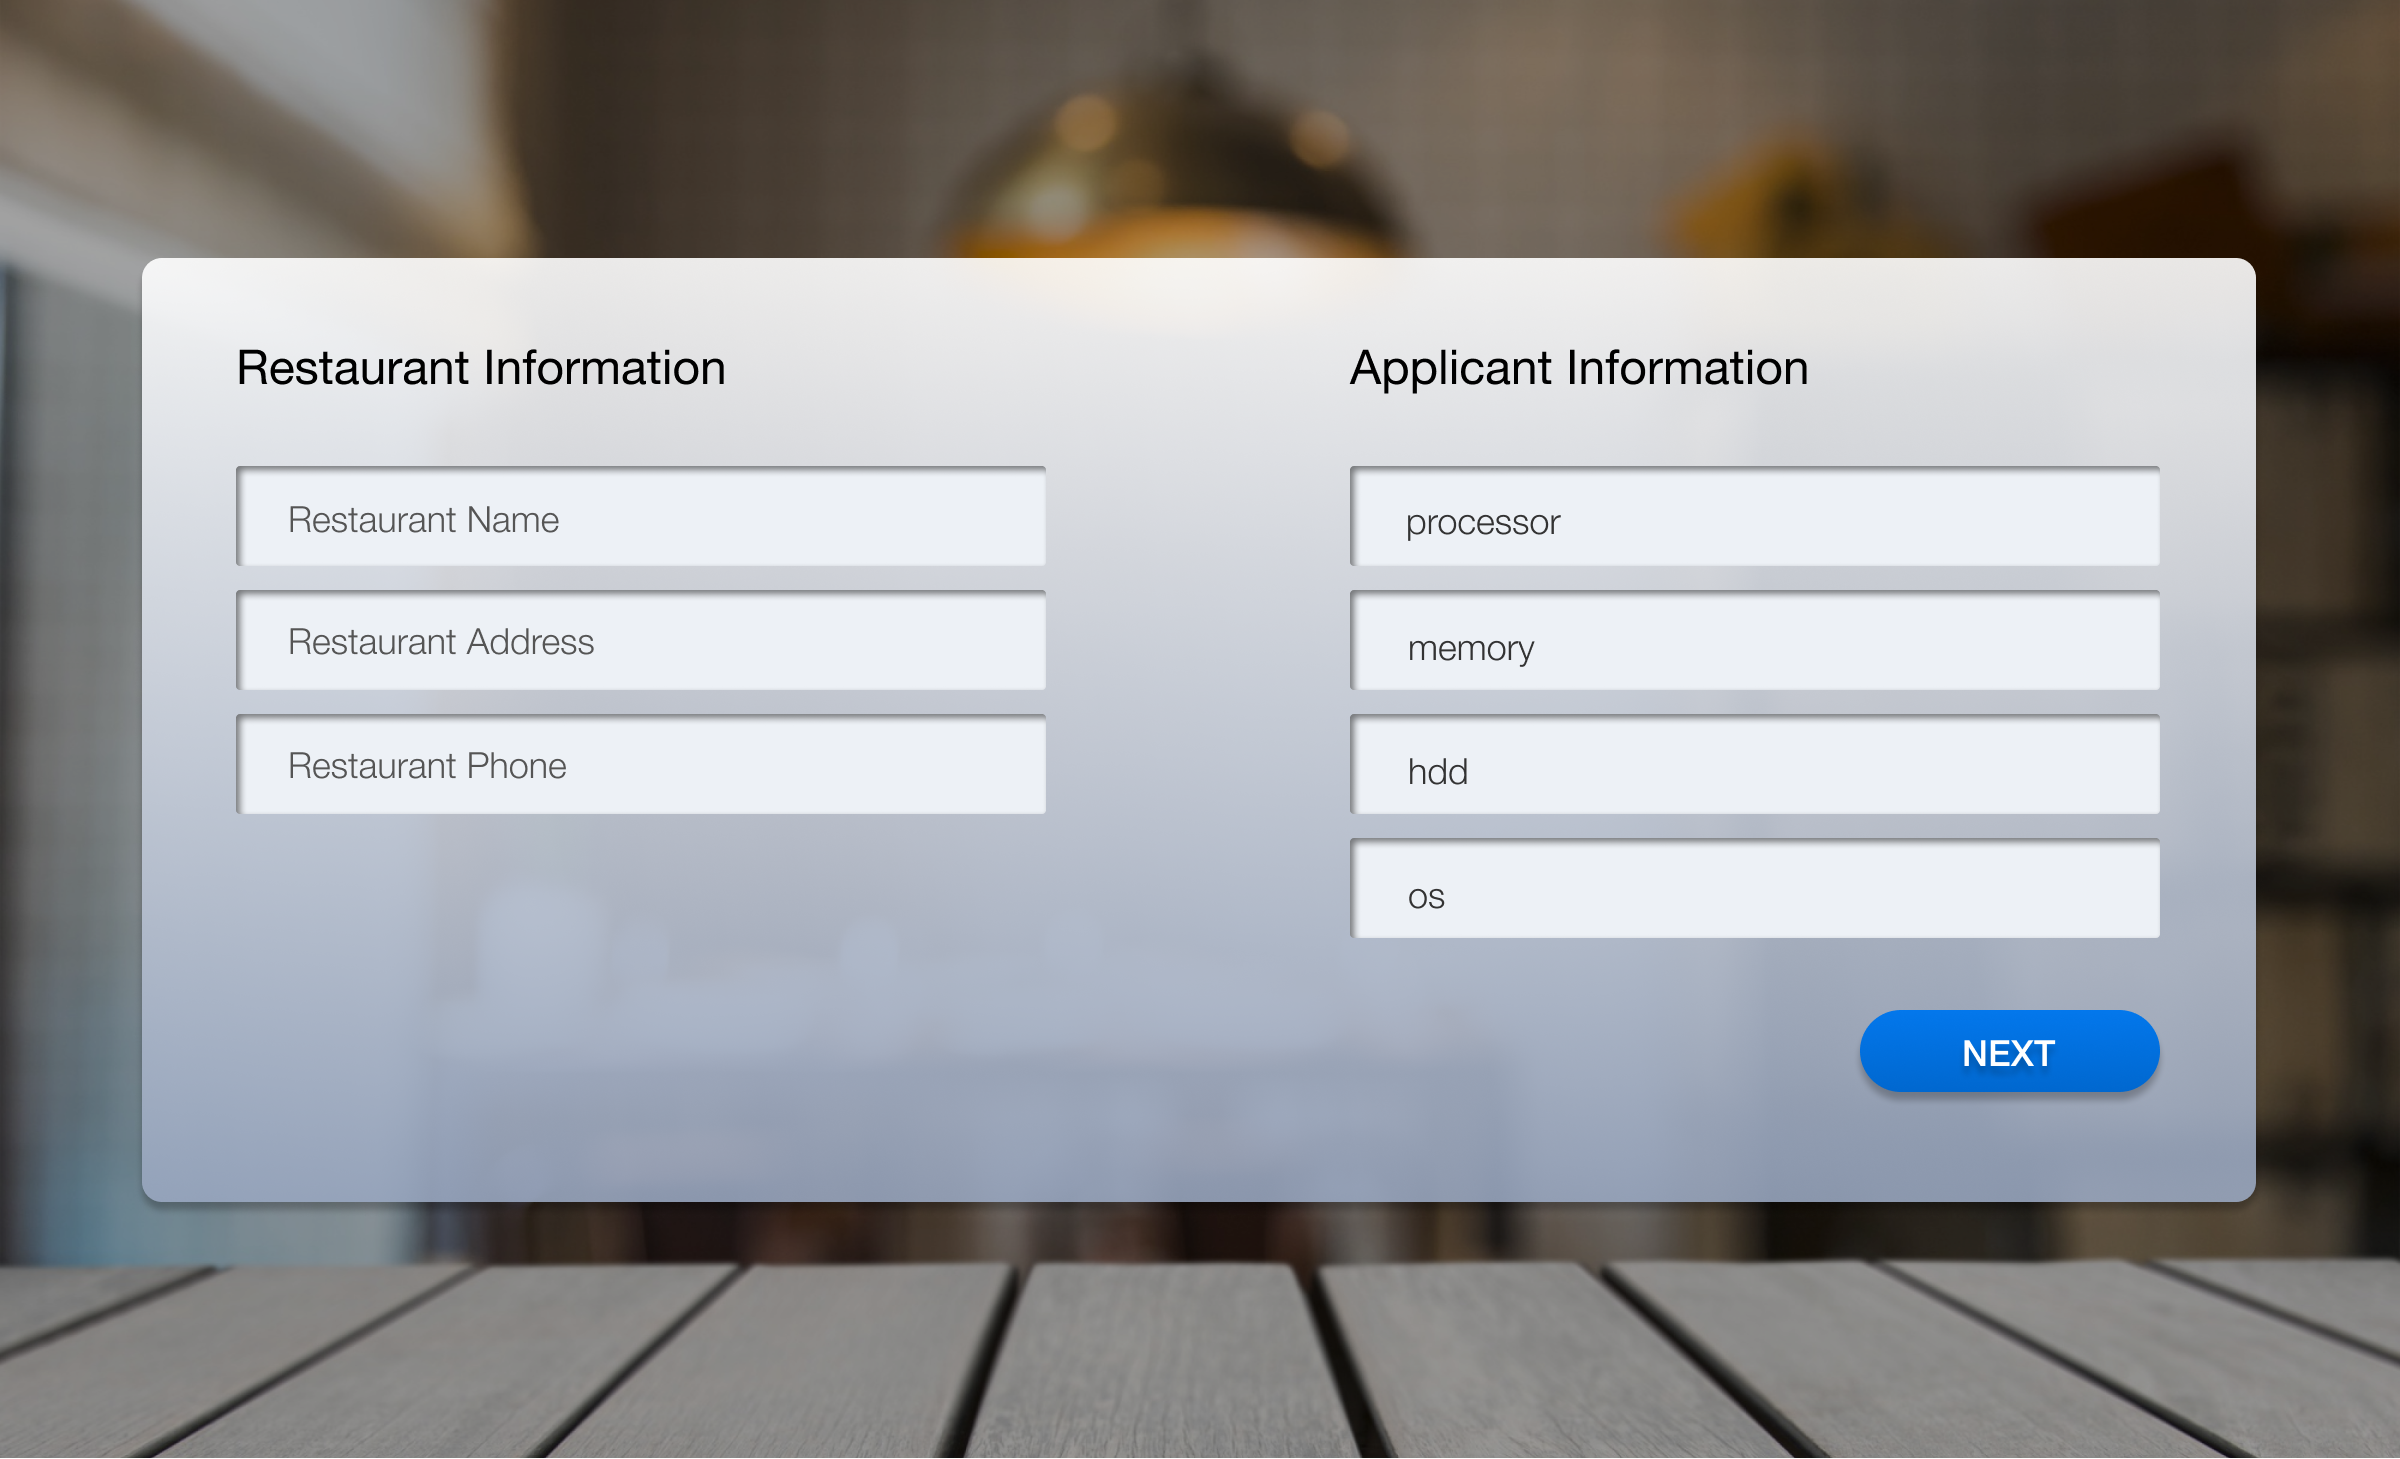 Restaurant Information
Restaurant Name
Restaurant Address
Restaurant Phone
Applicant Information
processor
memory
hdd
os
NEXT